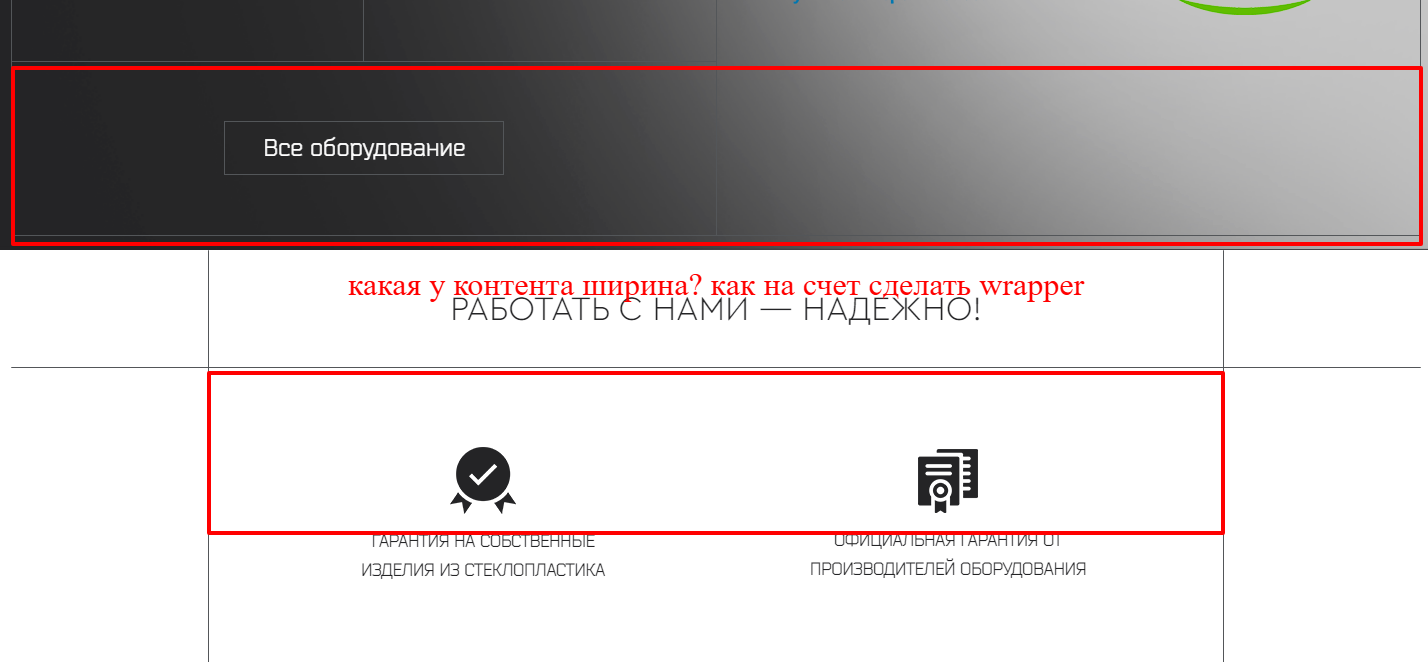 Все оборудование
какая у контента ширина? как на счет сделать wrapper
РАБОТАТЬ С НАМИ — НАДЕЖНО!
ГАРАНТИЯ НА СОБСТВЕННЫЕ
ИЗДЕЛИЯ ИЗ СТЕКЛОПЛАСТИКА
ОФИЦИАЛЬНАЯ ГАРАНТИЯ ОТ
ПРОИЗВОДИТЕЛЕЙ ОБОРУДОВАНИЯ